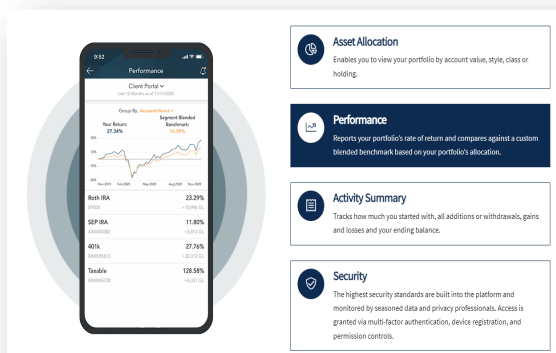 9:52
Performance
Client Portal
Last 12 Months as of 11/17/2020
Group By: Account/Asset >
Your Return:
27.34%
Segment Blended
Benchmark:
Nov-2019 Feb-2020 May-2020 Aug-2020 Nov-2020
Roth IRA 23.29%
SEP IRA 11.80%
401k 27.76%
Taxable 128.58%
Asset Allocation
Enables you to view your portfolio by account value, style, class or
holding.
Performance
Reports your portfolio's rate of return and compares against a custom
blended benchmark based on your portfolio's allocation.
Activity Summary
Tracks how much you started with, all additions or withdrawals, gains
and losses and your ending balance.
Security
The highest security standards are built into the platform and
monitored by seasoned data and privacy professionals. Access is
granted via multi-factor authentication, device registration, and
permission controls.